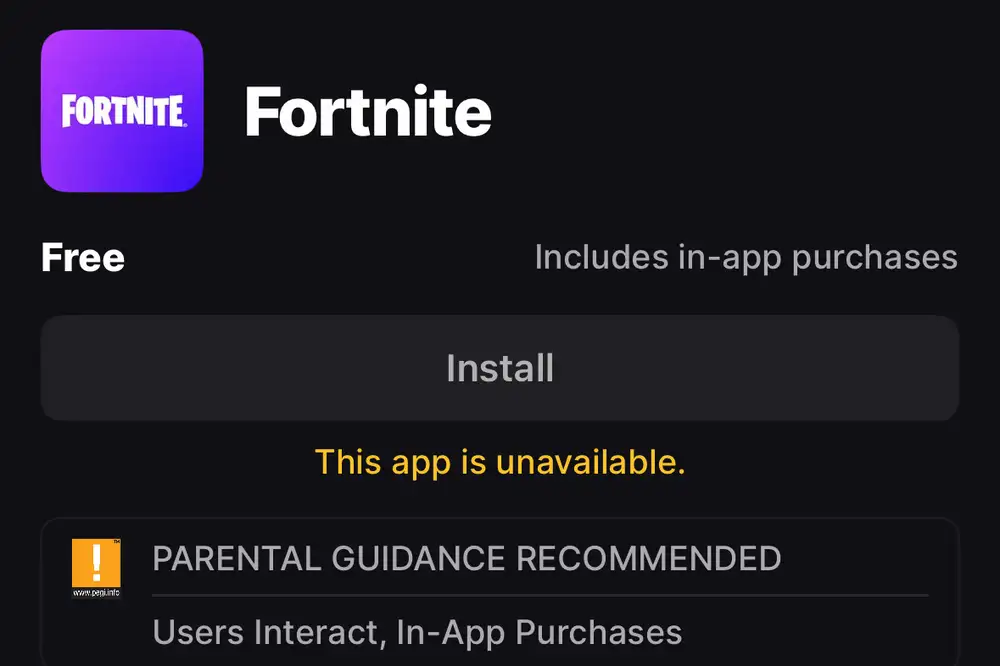 FORTNITE
Fortnite
Free
Includes in-app purchases
Install
This app is unavailable.
!
PARENTAL GUIDANCE RECOMMENDED
www.pegi.info
Users Interact, In-App Purchases